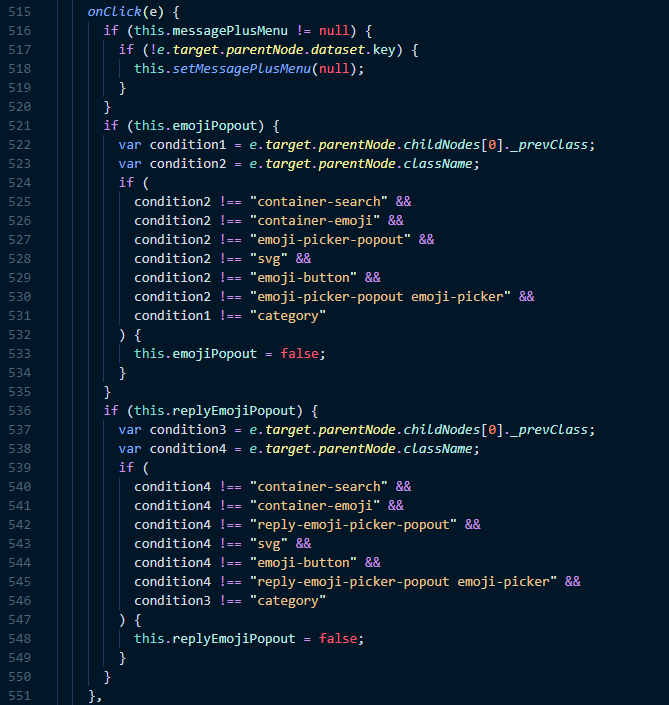 515 onClick(e) {
516 if (this.messagePlusMenu != null) {
517 if (!e.target.parentNode.dataset.key) {
518 this.setMessagePlusMenu(null);
519 }
520 }
521 if (this.emojiPopout) {
522 var condition1 = e.target.parentNode.childNodes[0]._prevClass;
523 var condition2 = e.target.parentNode.className;
524 if (
525 condition2 !== "container-search" &&
526 condition2 !== "container-emoji" &&
527 condition2 !== "emoji-picker-popout" &&
528 condition2 !== "svg" &&
529 condition2 !== "emoji-button" &&
530 condition2 !== "emoji-picker-popout emoji-picker" &&
531 condition1 !== "category"
532 ) {
533 this.emojiPopout = false;
534 }
535 }
536 if (this.replyEmojiPopout) {
537 var condition3 = e.target.parentNode.childNodes[0]._prevClass;
538 var condition4 = e.target.parentNode.className;
539 if (
540 condition4 !== "container-search" &&
541 condition4 !== "container-emoji" &&
542 condition4 !== "reply-emoji-picker-popout" &&
543 condition4 !== "svg" &&
544 condition4 !== "emoji-button" &&
545 condition4 !== "reply-emoji-picker-popout emoji-picker" &&
546 condition3 !== "category"
547 ) {
548 this.replyEmojiPopout = false;
549 }
550 }
551 },